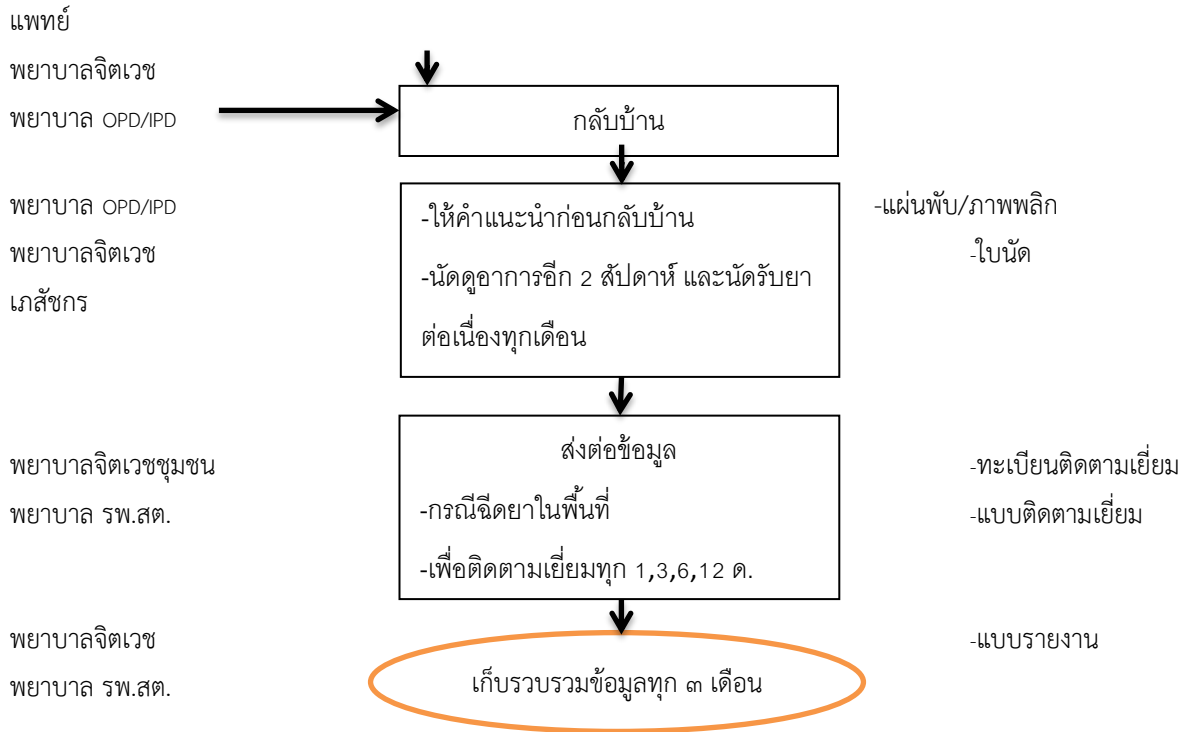 แพทย์
พยาบาลจิตเวช
พยาบาล OPD/IPD
กลับบ้าน
พยาบาล OPD/IPD
พยาบาลจิตเวช
เภสัชกร
-ให้คำแนะนำก่อนกลับบ้าน
-นัดดูอาการอีก 2 สัปดาห์ และนัดรับยา
ต่อเนื่องทุกเดือน
-แผ่นพับ/ภาพพลิก
-ใบนัด
พยาบาลจิตเวชชุมชน
พยาบาล รพ.สต.
ส่งต่อข้อมูล
-กรณีฉีดยาในพื้นที่
-เพื่อติดตามเยี่ยมทุก 1,3,6,12 ด.
-ทะเบียนติดตามเยี่ยม
-แบบติดตามเยี่ยม
พยาบาลจิตเวช
พยาบาล รพ.สต.
เก็บรวบรวมข้อมูลทุก ๓ เดือน
-แบบรายงาน